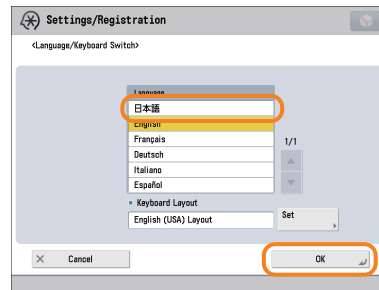 Settings/Registration
<Language/Keyboard Switch>
Language
日本語
English
Français
Deutsch
Italiano
Español
1/1
Keyboard Layout
English (USA) Layout
Set
Cancel
OK